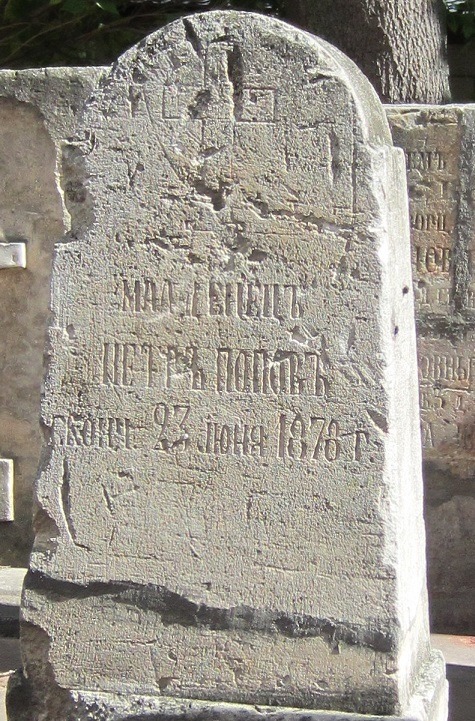 МЛАДЕНЕЦЪ
ПЕТРЪ ПОПОВЪ
СКОНЧ. 23 ІЮНЯ 1878 Г.